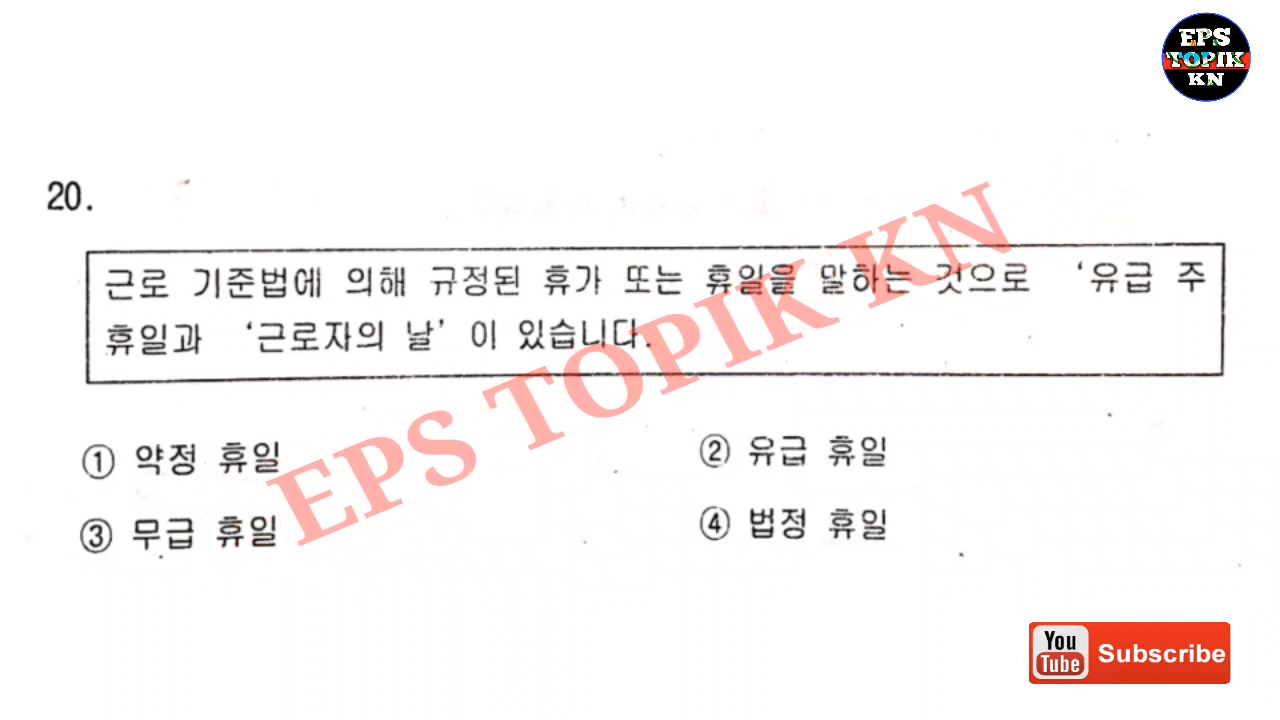 EPS
TOPIK
KN
20.
근로 기준법에 의해 규정된 휴가 또는 휴일을 말하는 것으로 ‘유급 주
휴일과 ‘근로자의 날’ 이 있습니다.
EPS TOPIK KN
① 약정 휴일
② 유급 휴일
③ 무급 휴일
④ 법정 휴일
You
Tube
Subscribe